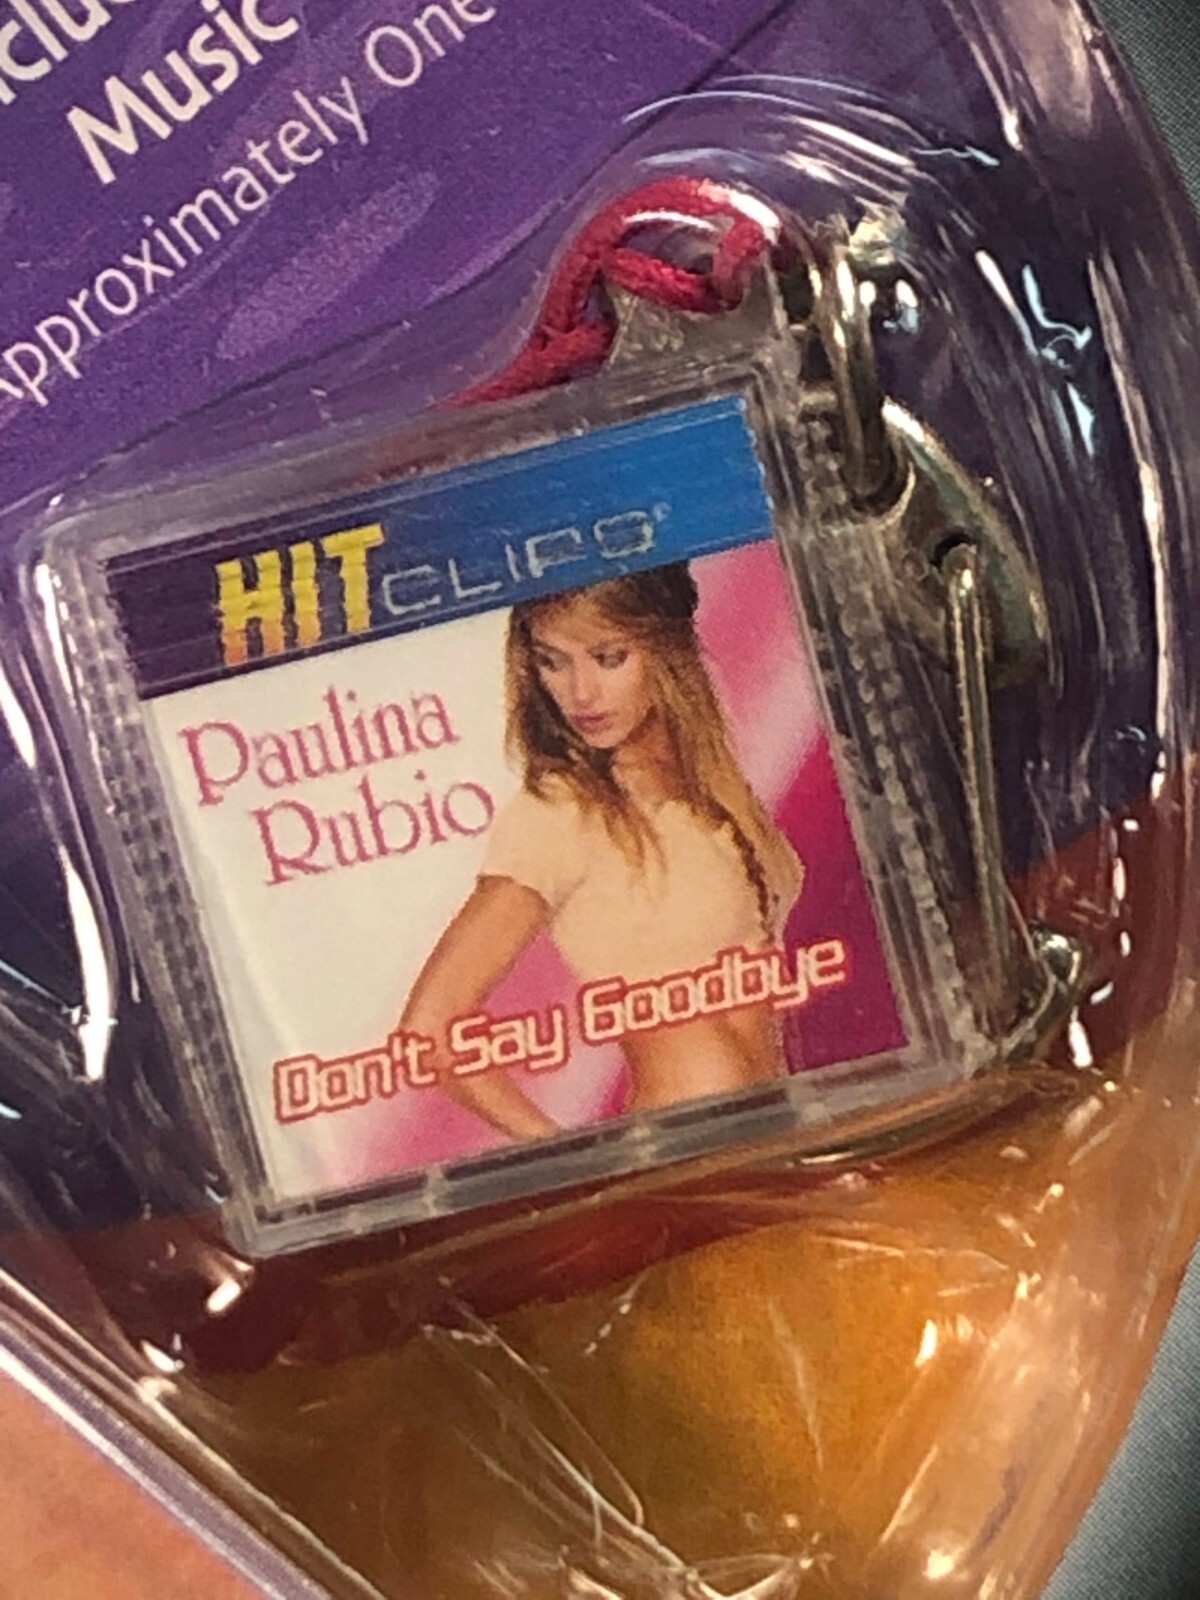 Music
Approximately One
HIT CLIPS®
Paulina
Rubio
Don't Say Goodbye